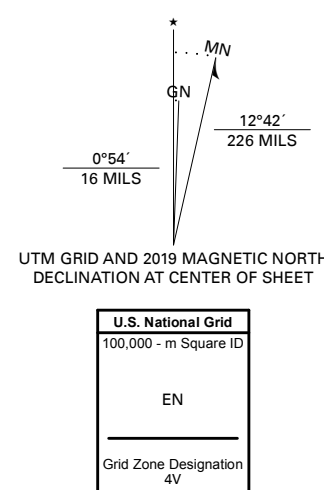 ★
MN
GN
12°42´
226 MILS
0°54´
16 MILS
UTM GRID AND 2019 MAGNETIC NORTH
DECLINATION AT CENTER OF SHEET
U.S. National Grid
100,000 - m Square ID
EN
Grid Zone Designation
4V